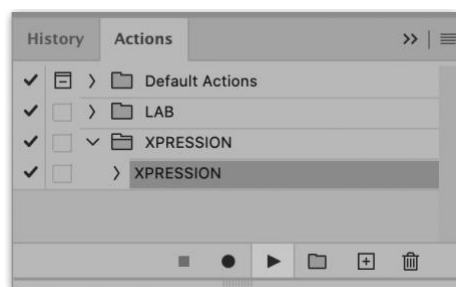 History Actions
Default Actions
LAB
XPRESSION
XPRESSION